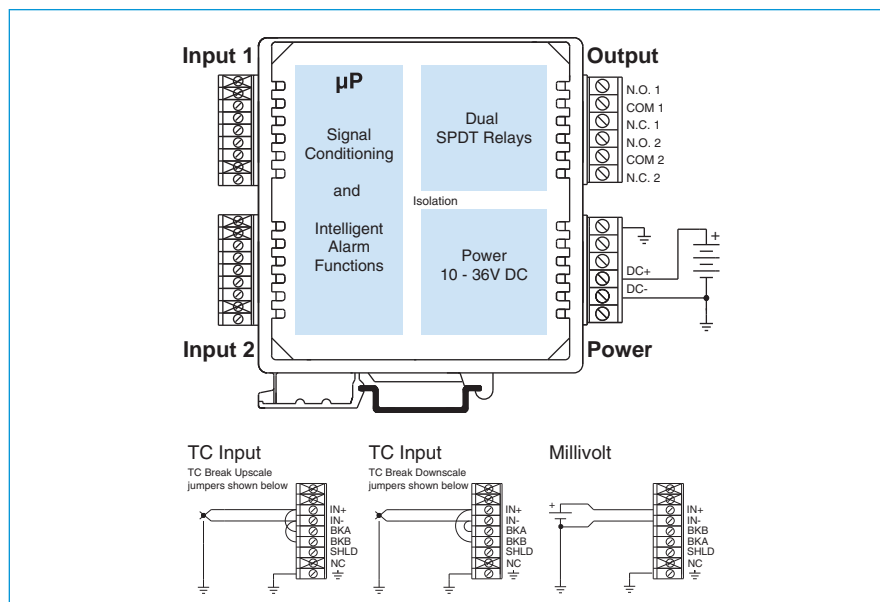 Input 1
Output
µP
Signal
Conditioning
and
Intelligent
Alarm
Functions
Dual
SPDT Relays
Isolation
Power
10 - 36V DC
N.O. 1
COM 1
N.C. 1
N.O. 2
COM 2
N.C. 2
+
DC+
DC-
Input 2
Power
TC Input
TC Break Upscale
jumpers shown below
IN+
IN-
BKA
BKB
SHLD
NC
TC Input
TC Break Downscale
jumpers shown below
IN+
IN-
BKA
BKB
SHLD
NC
Millivolt
+
IN+
IN-
BKB
BKA
SHLD
NC